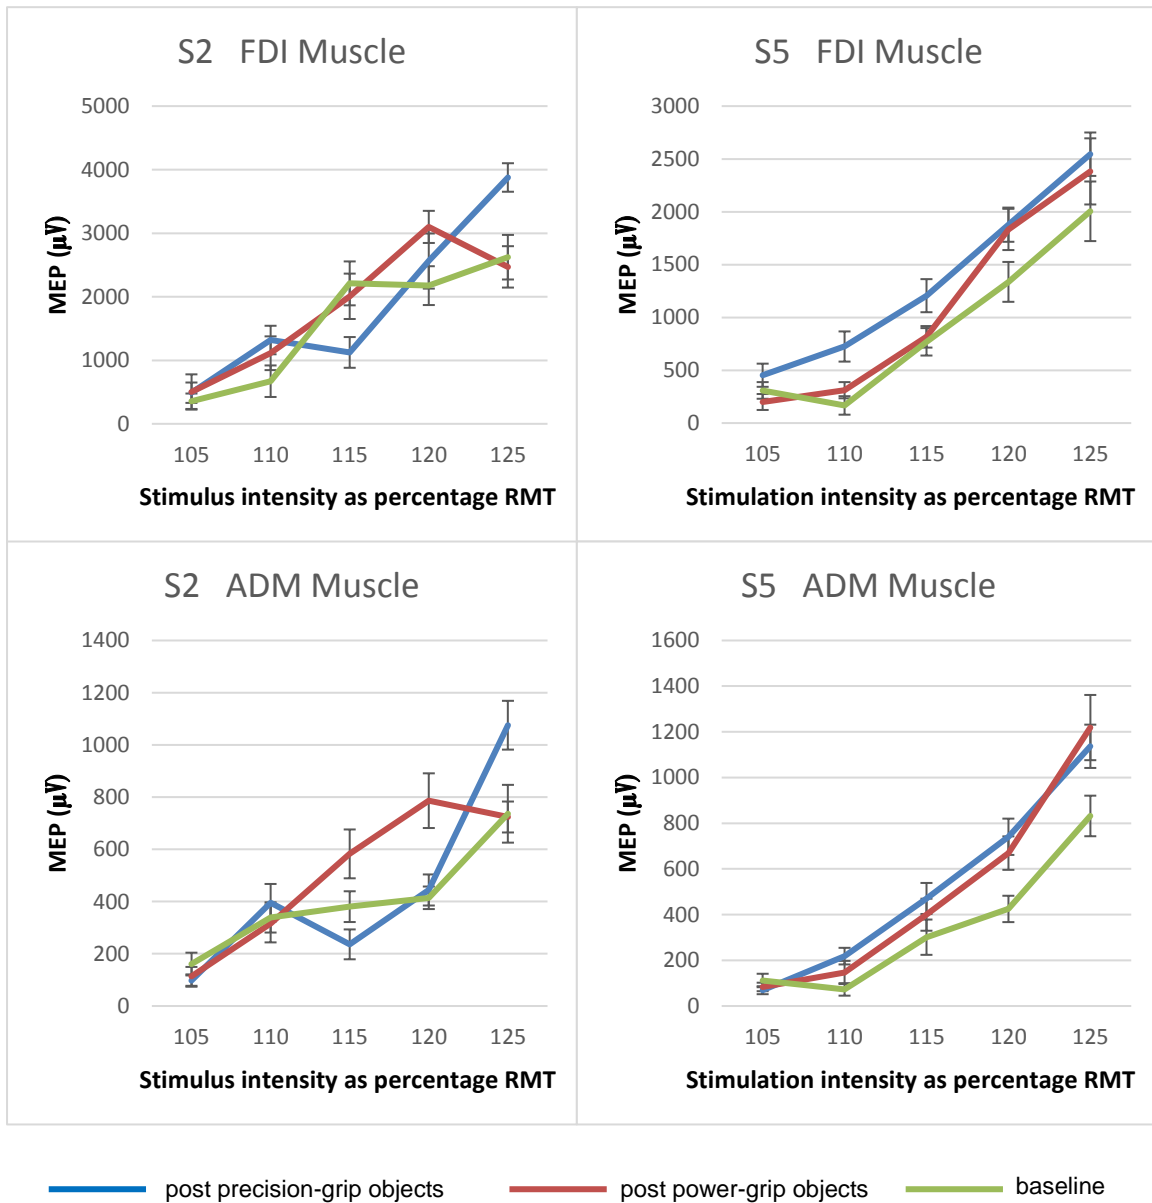 S2 FDI Muscle
5000
4000
3000
2000
1000
0
MEP (µV)
105 110 115 120 125
Stimulus intensity as percentage RMT
S5 FDI Muscle
3000
2500
2000
1500
1000
500
0
MEP (µV)
105 110 115 120 125
Stimulation intensity as percentage RMT
S2 ADM Muscle
1400
1200
1000
800
600
400
200
0
MEP (µV)
105 110 115 120 125
Stimulus intensity as percentage RMT
S5 ADM Muscle
1600
1400
1200
1000
800
600
400
200
0
MEP (µV)
105 110 115 120 125
Stimulation intensity as percentage RMT
post precision-grip objects post power-grip objects baseline